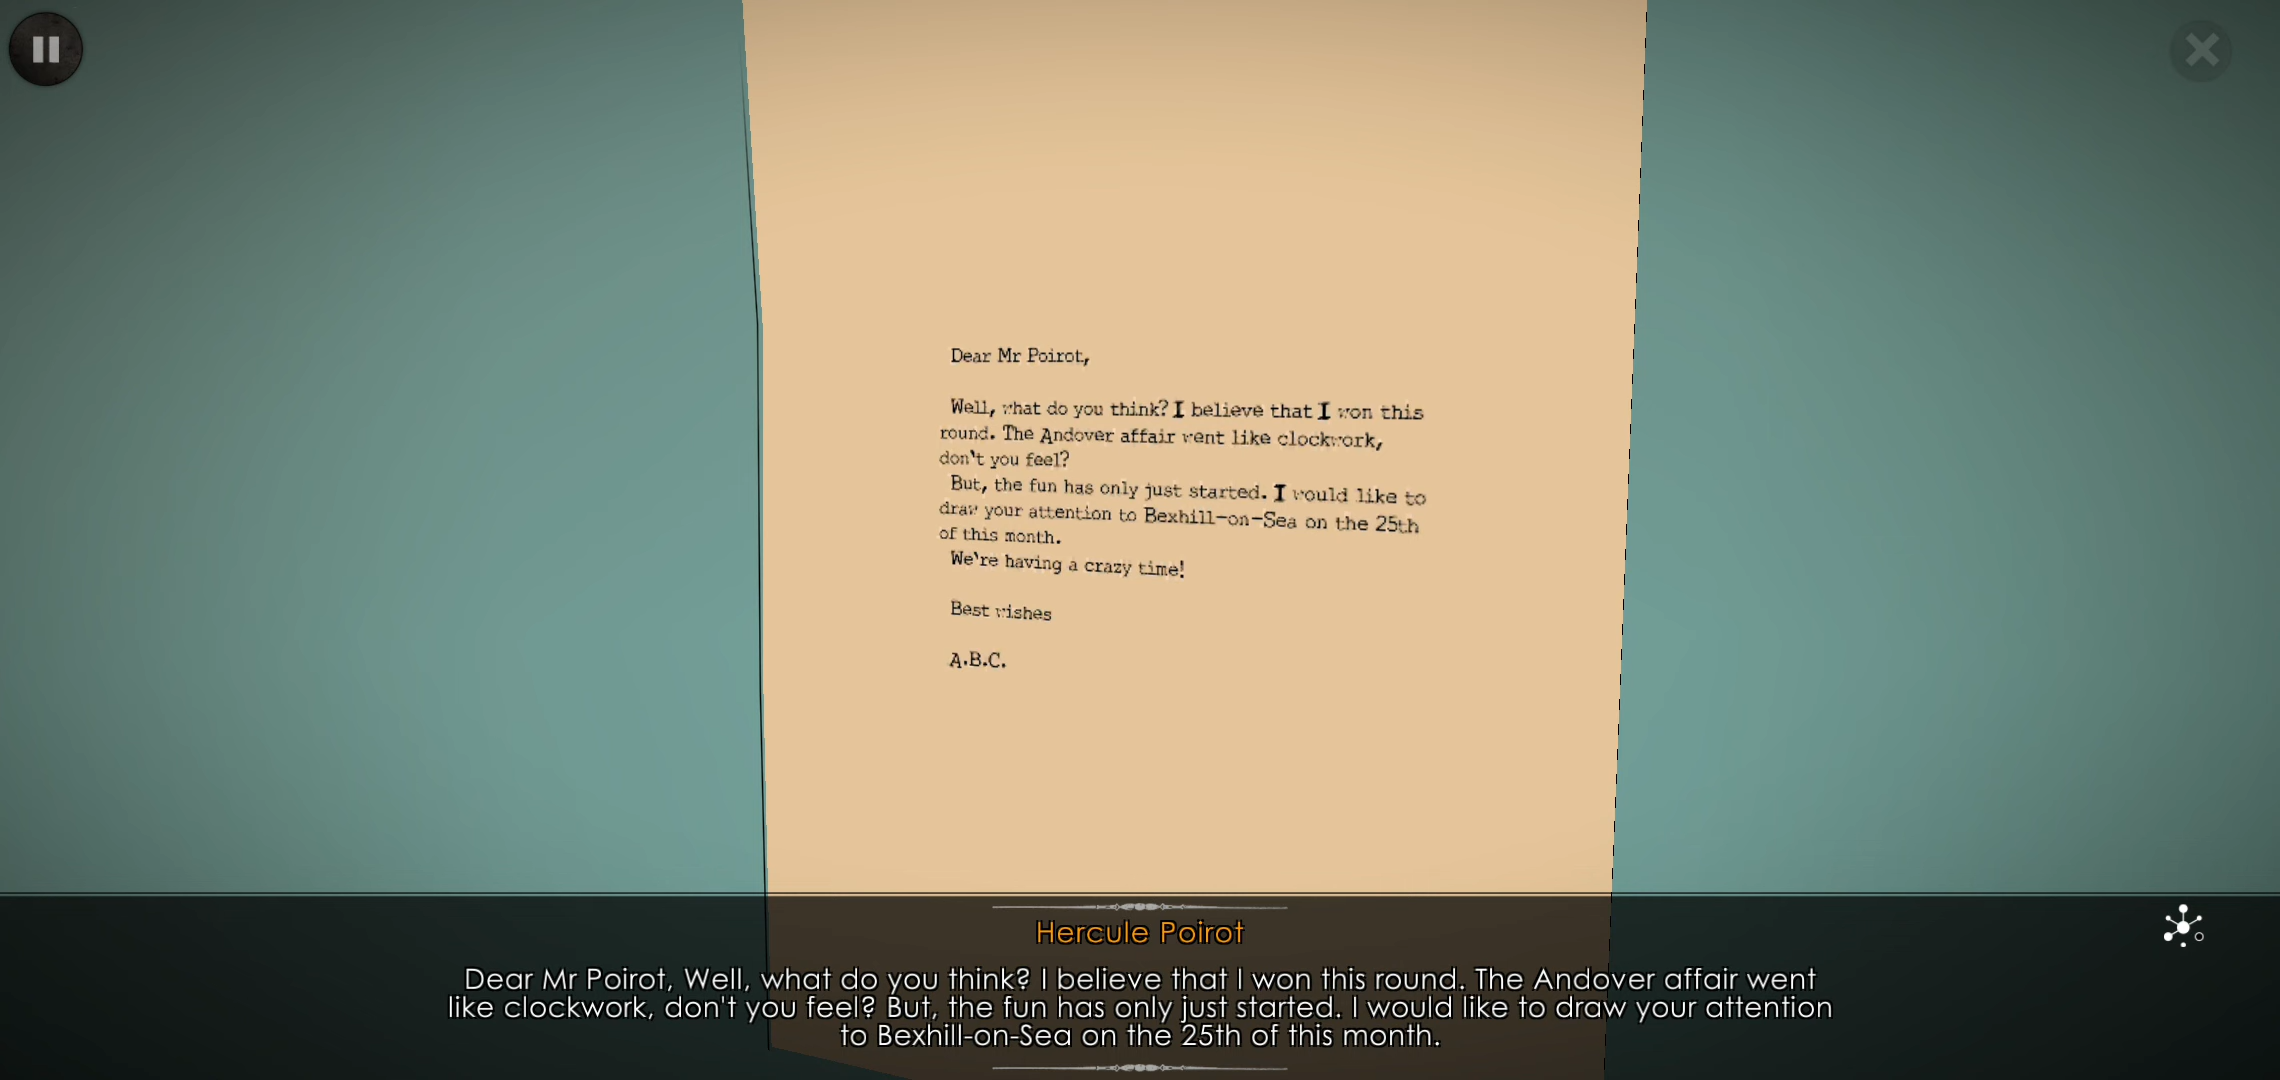 Dear Mr Poirot,
Well, what do you think? I believe that I won this
round. The Andover affair went like clockwork,
don't you feel?
But, the fun has only just started. I would like to
draw your attention to Bexhill-on-Sea on the 25th
of this month.
We're having a crazy time!
Best wishes
A.B.C.
Hercule Poirot
Dear Mr Poirot, Well, what do you think? I believe that I won this round. The Andover affair went
like clockwork, don't you feel? But, the fun has only just started. I would like to draw your attention
to Bexhill-on-Sea on the 25th of this month.